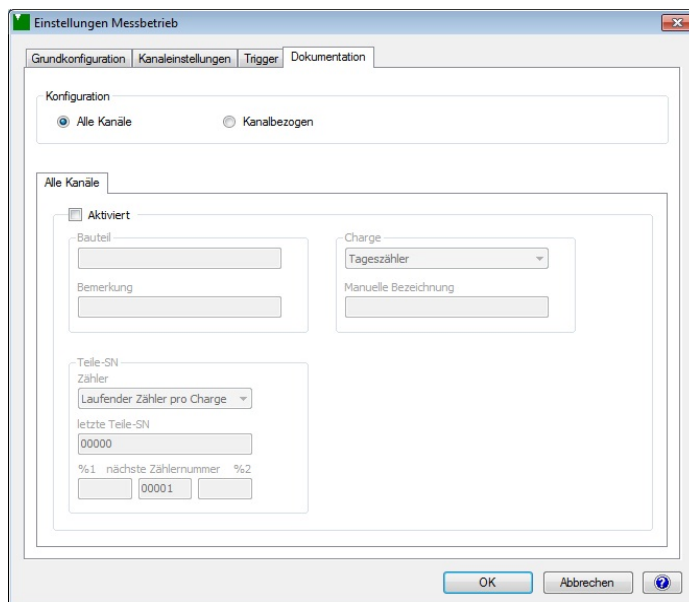 Einstellungen Messbetrieb
Grundkonfiguration Kanaleinstellungen Trigger Dokumentation
Konfiguration
Alle Kanäle Kanalbezogen
Alle Kanäle
Aktiviert
Bauteil
Bemerkung
Charge
Tageszähler
Manuelle Bezeichnung
Teile-SN
Zähler
Laufender Zähler pro Charge
letzte Teile-SN
00000
%1 nächste Zählernummer %2
00001
OK Abbrechen ?